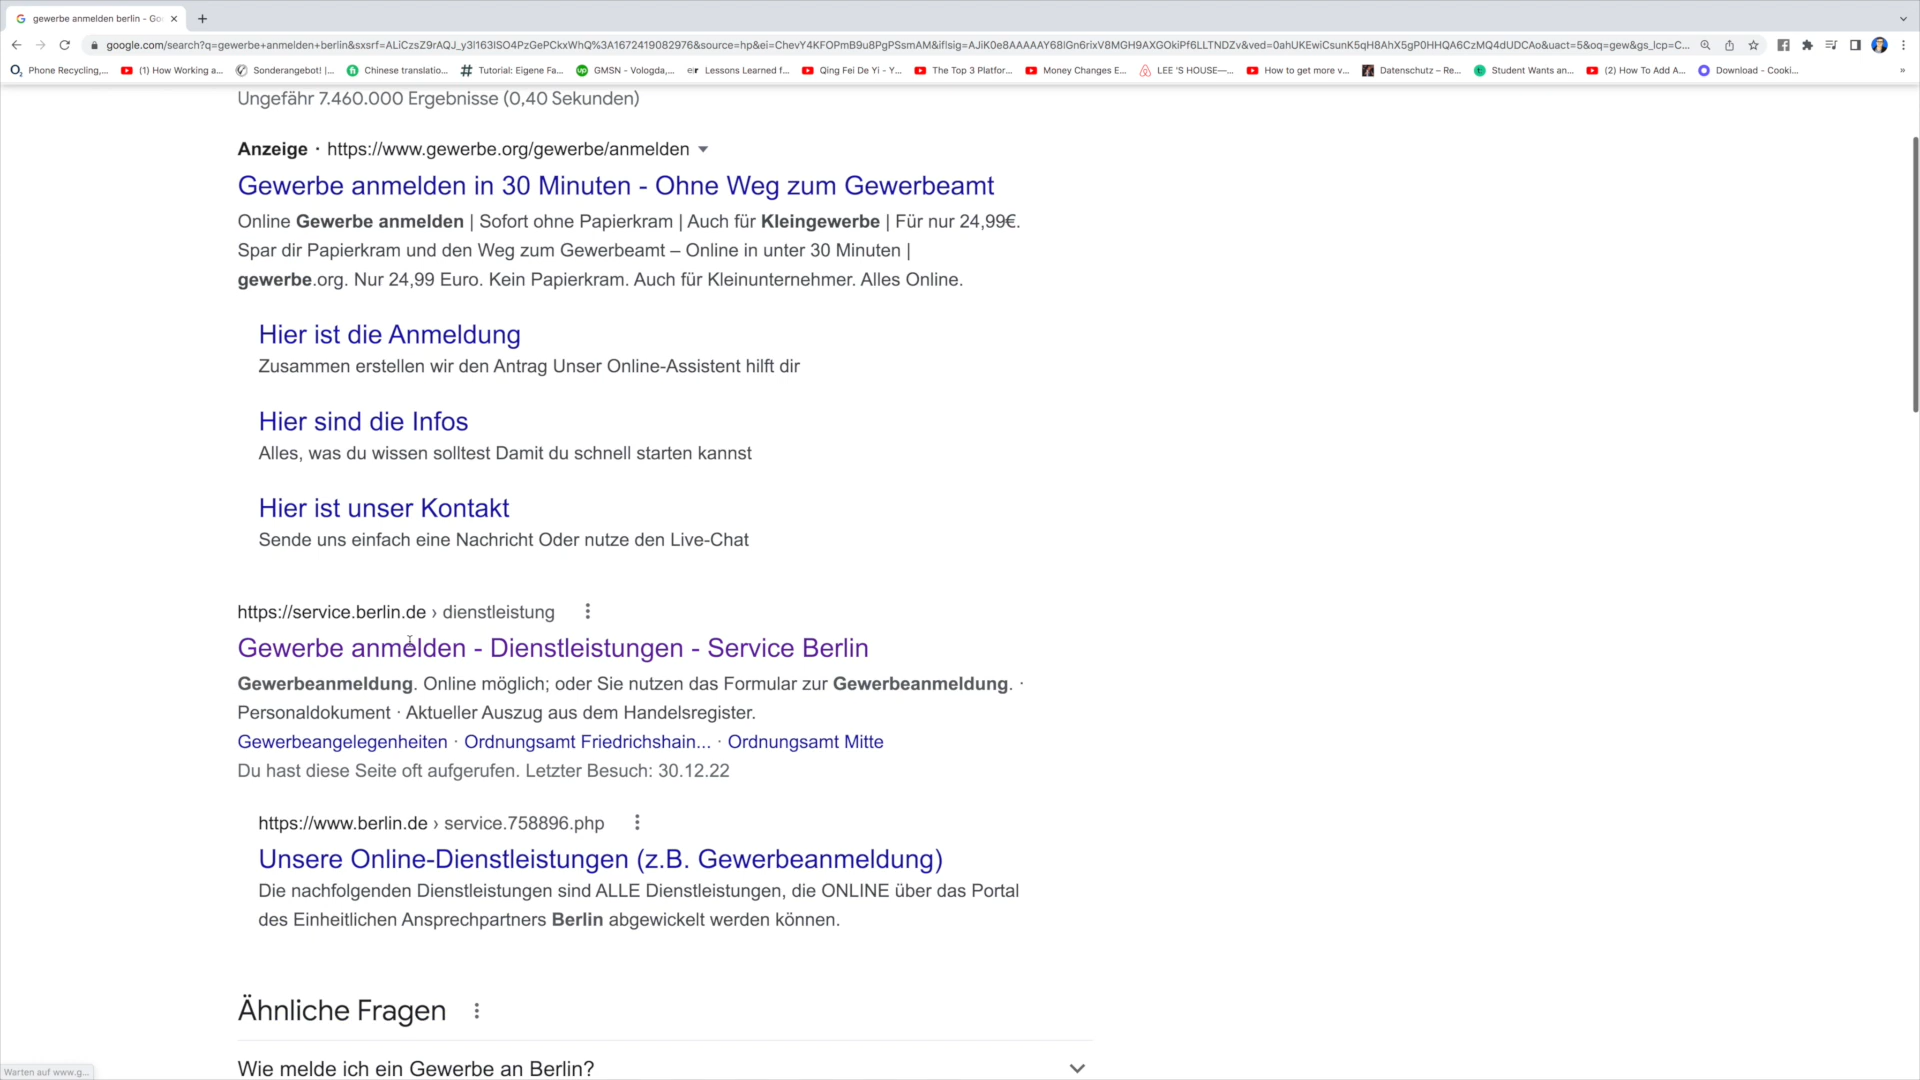 gewerbe anmelden berlin - Go
google.com/search?q=gewerbe+anmelden+berlin&sxsrf=ALiCzsZ9rAQJ_y3l163ISO4PzGePCkxWhQ%3A1672419082976&source=hp&ei=ChevY4KFOPmB9u8PgPSsmAM&iflsig=AJiK0e8AAAAAY68lGn6rixV8MGH9AXGOkiPf6LLTNDZv&ved=0ahUKEwiCsunK5qH8AhX5gP0HHQA6CzMQ4dUDCAo&uact=5&oq=gew&gs_lcp=C...
Phone Recycling,... (1) How Working a... Sonderangebot! |... Chinese translatio... Tutorial: Eigene Fa... GMSN - Vologda,... Lessons Learned f... Qing Fei De Yi - Y... The Top 3 Platfor... Money Changes E... LEE 'S HOUSE—... How to get more v... Datenschutz – Re... Student Wants an... (2) How To Add A... Download - Cooki... »
Ungefähr 7.460.000 Ergebnisse (0,40 Sekunden)
Anzeige · https://www.gewerbe.org/gewerbe/anmelden
Gewerbe anmelden in 30 Minuten - Ohne Weg zum Gewerbeamt
Online Gewerbe anmelden | Sofort ohne Papierkram | Auch für Kleingewerbe | Für nur 24,99€.
Spar dir Papierkram und den Weg zum Gewerbeamt – Online in unter 30 Minuten |
gewerbe.org. Nur 24,99 Euro. Kein Papierkram. Auch für Kleinunternehmer. Alles Online.
Hier ist die Anmeldung
Zusammen erstellen wir den Antrag Unser Online-Assistent hilft dir
Hier sind die Infos
Alles, was du wissen solltest Damit du schnell starten kannst
Hier ist unser Kontakt
Sende uns einfach eine Nachricht Oder nutze den Live-Chat
https://service.berlin.de › dienstleistung
Gewerbe anmelden - Dienstleistungen - Service Berlin
Gewerbeanmeldung. Online möglich; oder Sie nutzen das Formular zur Gewerbeanmeldung. ·
Personaldokument · Aktueller Auszug aus dem Handelsregister.
Gewerbeangelegenheiten · Ordnungsamt Friedrichshain... · Ordnungsamt Mitte
Du hast diese Seite oft aufgerufen. Letzter Besuch: 30.12.22
https://www.berlin.de › service.758896.php
Unsere Online-Dienstleistungen (z.B. Gewerbeanmeldung)
Die nachfolgenden Dienstleistungen sind ALLE Dienstleistungen, die ONLINE über das Portal
des Einheitlichen Ansprechpartners Berlin abgewickelt werden können.
Ähnliche Fragen
Wie melde ich ein Gewerbe an Berlin?
Warten auf www.g...